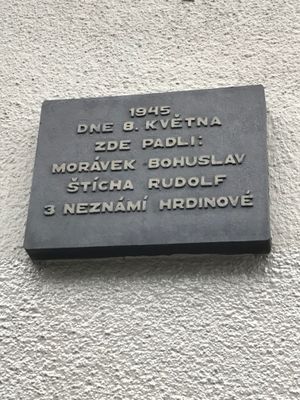 1945
DNE 8. KVĚTNA
ZDE PADLI:
MORÁVEK BOHUSLAV
ŠTÍCHA RUDOLF
3 NEZNÁMÍ HRDINOVÉ